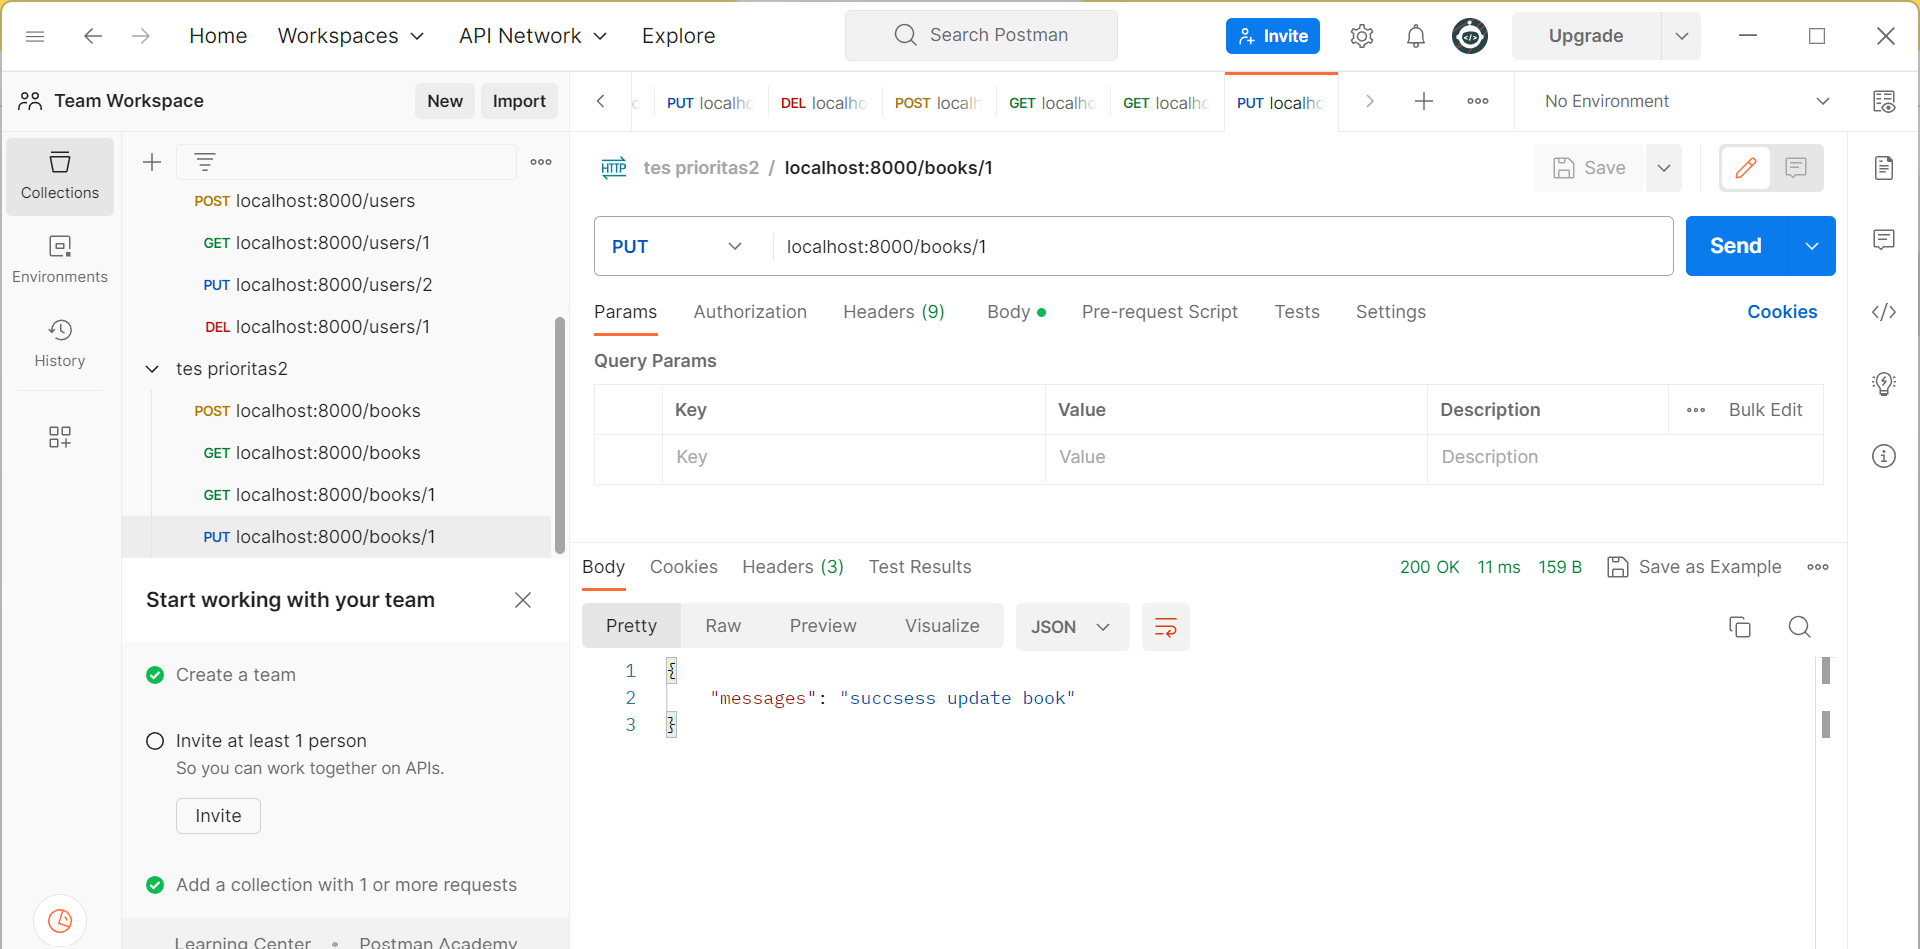 Home Workspaces API Network Explore Search Postman Invite Upgrade
Team Workspace New Import
PUT localho DEL localho POST localh GET localho GET localho PUT localho No Environment
Collections
Environments
History
POST localhost:8000/users
GET localhost:8000/users/1
PUT localhost:8000/users/2
DEL localhost:8000/users/1
tes prioritas2
POST localhost:8000/books
GET localhost:8000/books
GET localhost:8000/books/1
PUT localhost:8000/books/1
Start working with your team
Create a team
Invite at least 1 person
So you can work together on APIs.
Invite
Add a collection with 1 or more requests
Learning Center • Postman Academy
HTTP tes prioritas2 / localhost:8000/books/1 Save
PUT localhost:8000/books/1 Send
Params Authorization Headers (9) Body Pre-request Script Tests Settings Cookies
Query Params
Key Value Description Bulk Edit
Key Value Description
Body Cookies Headers (3) Test Results 200 OK 11 ms 159 B Save as Example
Pretty Raw Preview Visualize JSON
1 {
2 "messages": "succsess update book"
3 }